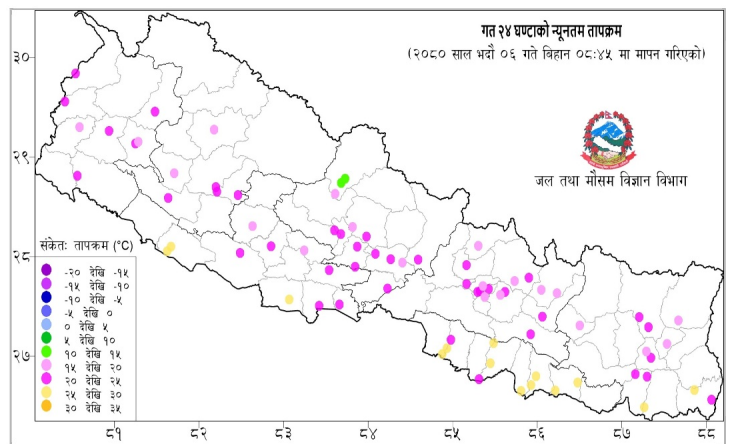 गत २४ घण्टाको न्यूनतम तापक्रम
(२०८० साल भदौ ०६ गते बिहान ०८:४५ मा मापन गरिएको)
जल तथा मौसम विज्ञान विभाग
३०
२९
२८
२७
संकेतः तापक्रम (°C)
-२० देखि -१५
-१५ देखि -१०
-१० देखि -५
-५ देखि ०
० देखि ५
५ देखि १०
१० देखि १५
१५ देखि २०
२० देखि २५
२५ देखि ३०
३० देखि ३५
८१ ८२ ८३ ८४ ८५ ८६ ८७ ८८